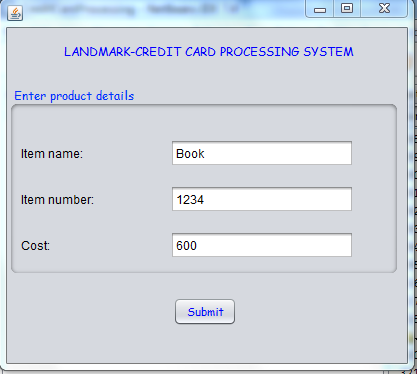 LANDMARK-CREDIT CARD PROCESSING SYSTEM
Enter product details
Item name: Book
Item number: 1234
Cost: 600
Submit